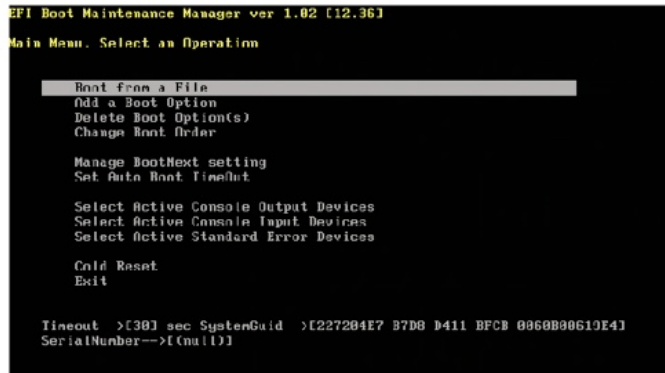 EFI Boot Maintenance Manager ver 1.02 [12.36]
Main Menu. Select an Operation
Boot from a File
Add a Boot Option
Delete Boot Option(s)
Change Boot Order
Manage BootNext setting
Set Auto Boot TimeOut
Select Active Console Output Devices
Select Active Console Input Devices
Select Active Standard Error Devices
Cold Reset
Exit
Timeout >[30] sec SystemGuid >[227204E7 B7D8 D411 BFCB 0060B00619E4]
SerialNumber-->[(null)]